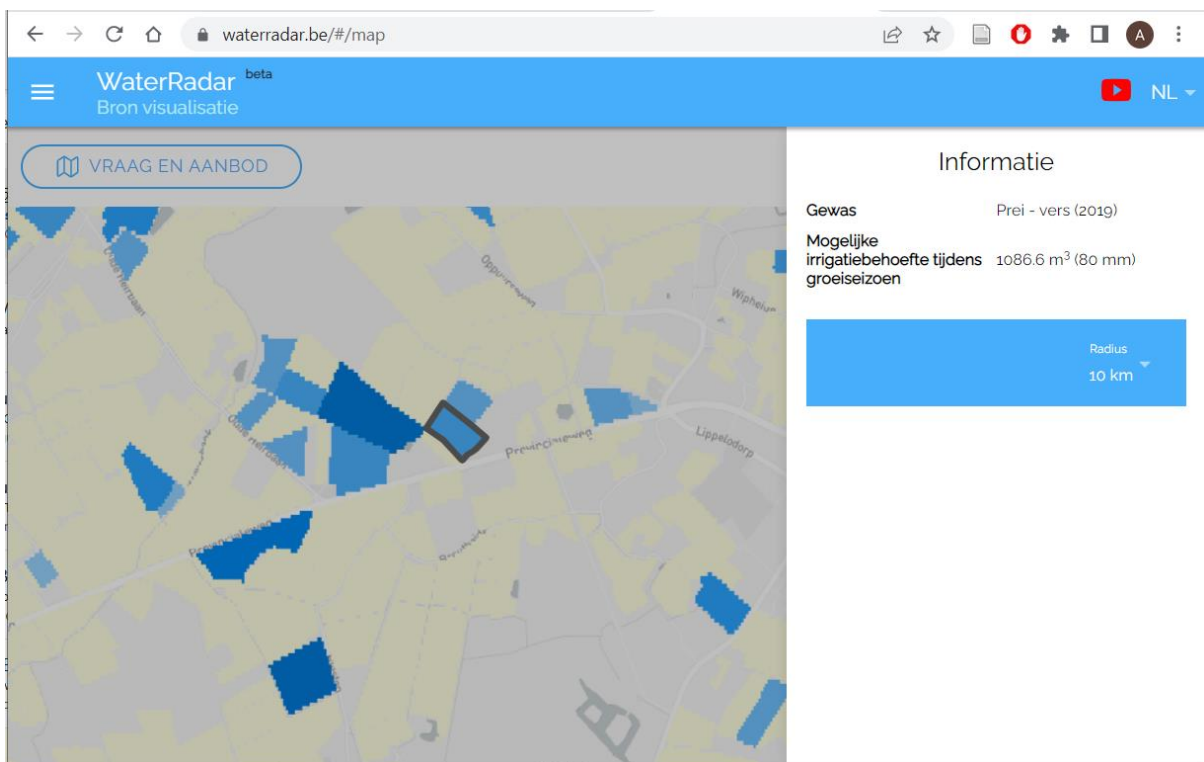 waterradar.be/#/map
A
WaterRadar beta
Bron visualisatie
NL
VRAAG EN AANBOD
Informatie
Gewas Prei - vers (2019)
Mogelijke
irrigatiebehoefte tijdens 1086.6 m³ (80 mm)
groeiseizoen
Radius
10 km
Provincieweg
Lippelodorp